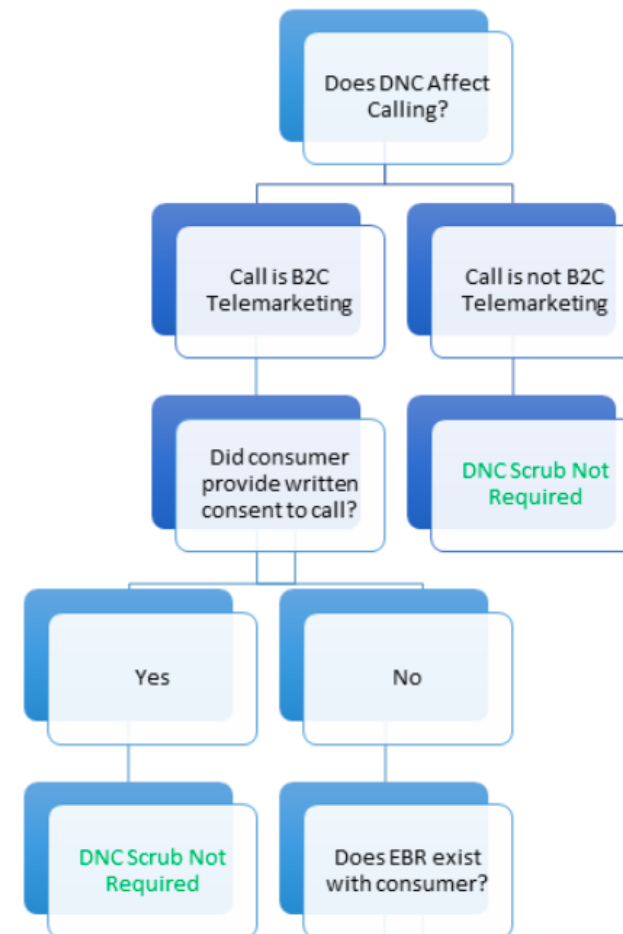 Does DNC Affect
Calling?
Call is B2C
Telemarketing
Call is not B2C
Telemarketing
Did consumer
provide written
consent to call?
DNC Scrub Not
Required
Yes
No
DNC Scrub Not
Required
Does EBR exist
with consumer?